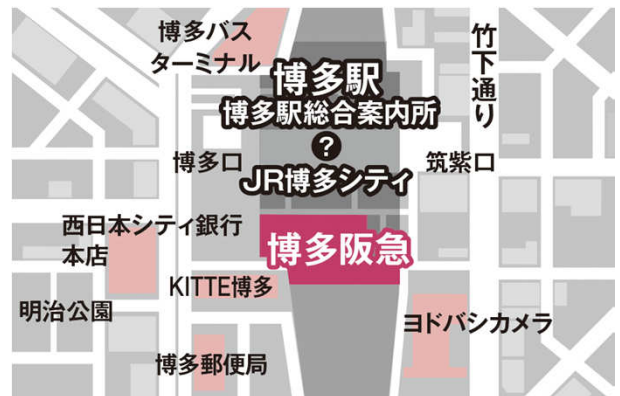 博多バス
ターミナル
竹下通り
博多駅
博多駅総合案内所
?
JR博多シティ
博多口
筑紫口
西日本シティ銀行
本店
博多阪急
KITTE博多
明治公園
ヨドバシカメラ
博多郵便局